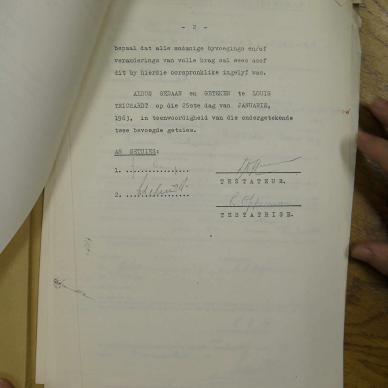 - 2 -
bepaal dat alle sodanige byvoegings en/of
veranderings van volle krag sal wees asof
dit by hierdie oorspronklike ingelyf was.
ALDUS GEDAAN en GETEKEN te LOUIS
TRICHARDT op die 25ste dag van JANUARIE,
1963, in teenwoordigheid van die ondergetekende
twee bevoegde getuies.
AS GETUIES:
1.
TESTATEUR.
2.
TESTATRISE.